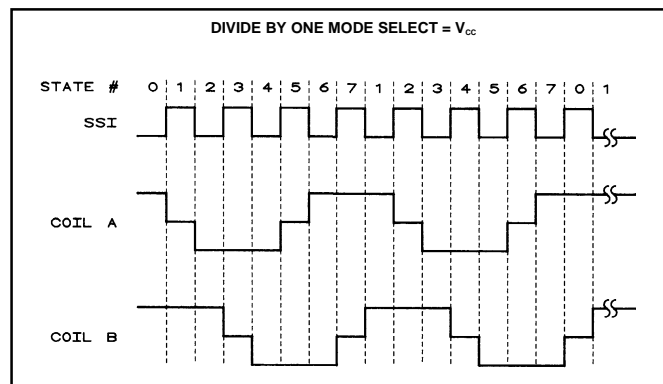 DIVIDE BY ONE MODE SELECT = Vcc
STATE # 0 1 2 3 4 5 6 7 1 2 3 4 5 6 7 0 1
SSI
COIL A
COIL B